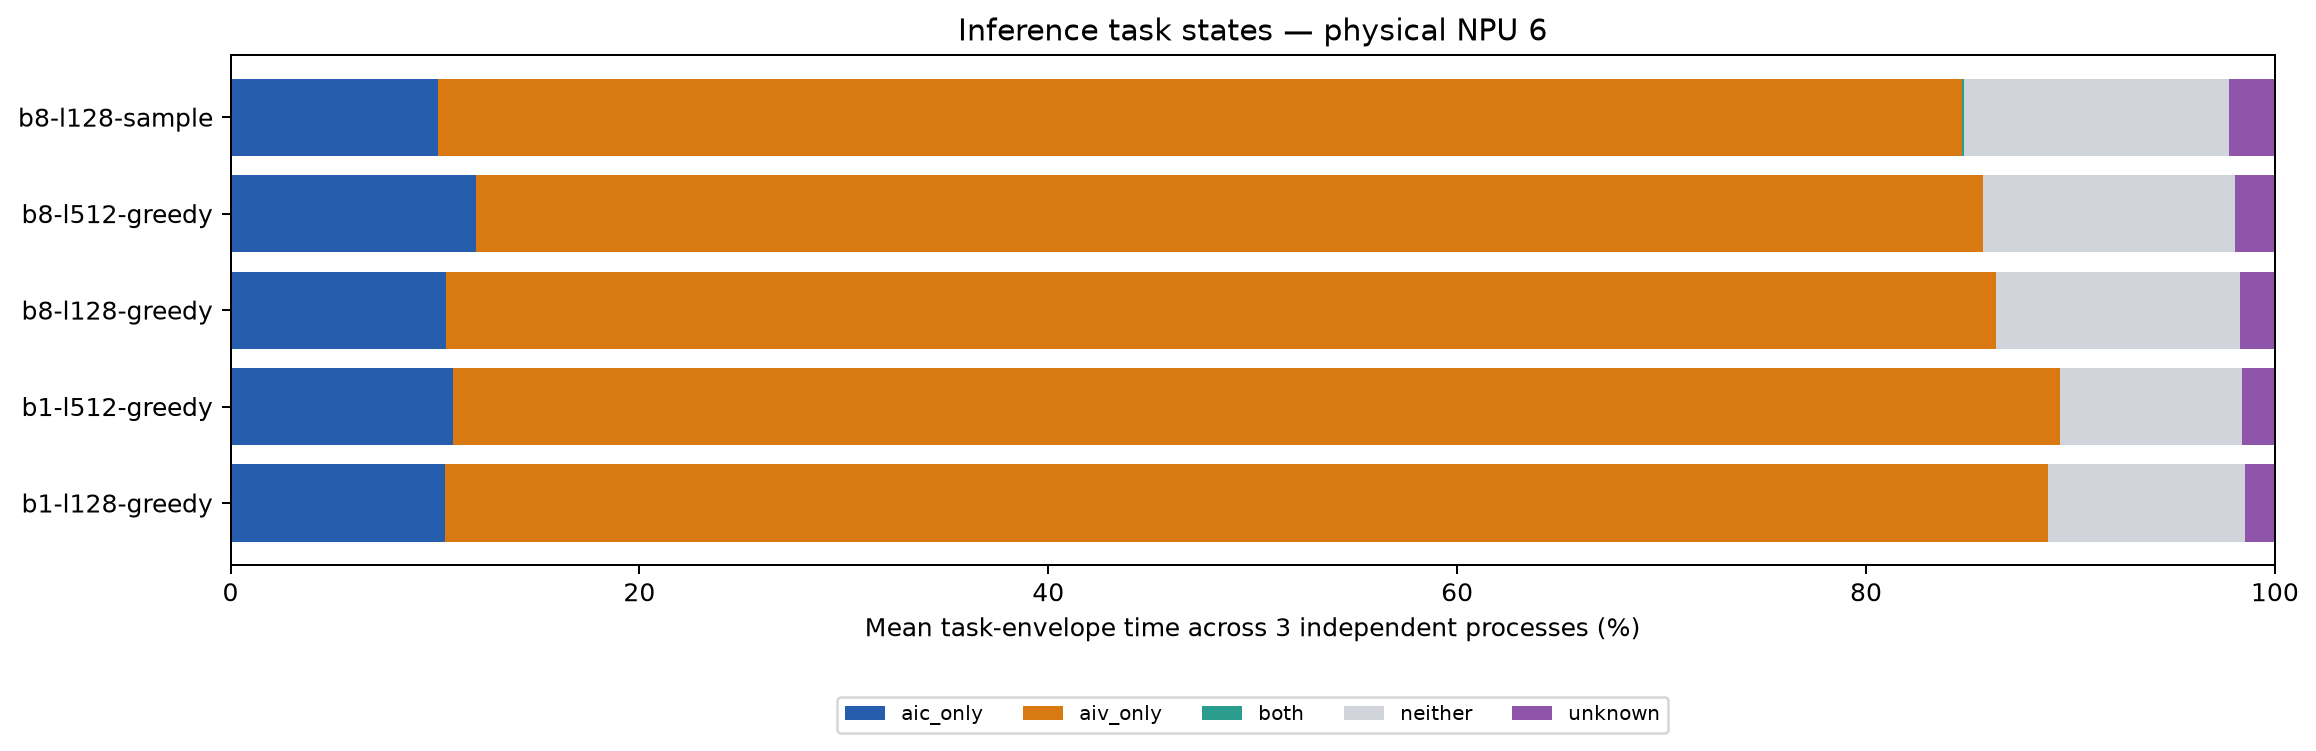 Inference task states — physical NPU 6
b8-l128-sample
b8-l512-greedy
b8-l128-greedy
b1-l512-greedy
b1-l128-greedy
0 20 40 60 80 100
Mean task-envelope time across 3 independent processes (%)
aic_only aiv_only both neither unknown